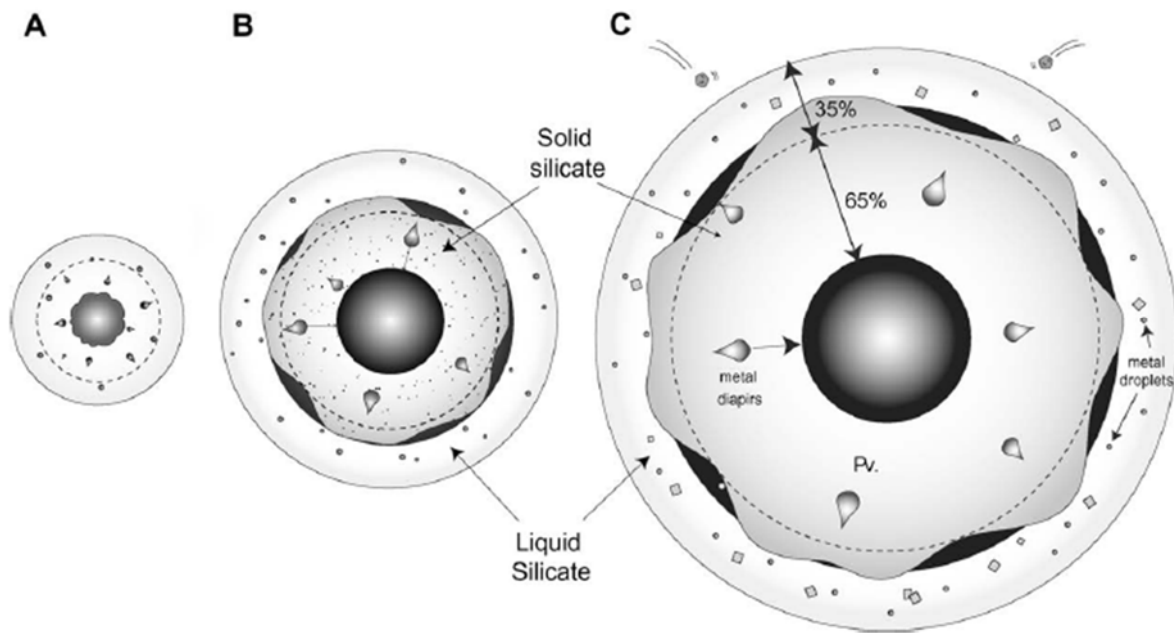 A
B
C
35%
Solid
silicate
65%
metal
diapirs
metal
droplets
Pv.
Liquid
Silicate